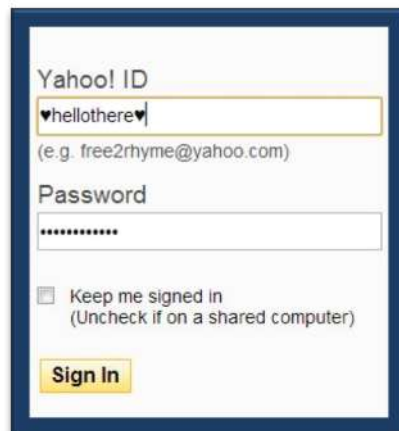 Yahoo! ID
♥hellothere♥
(e.g. free2rhyme@yahoo.com)
Password
••••••••••••
Keep me signed in
(Uncheck if on a shared computer)
Sign In